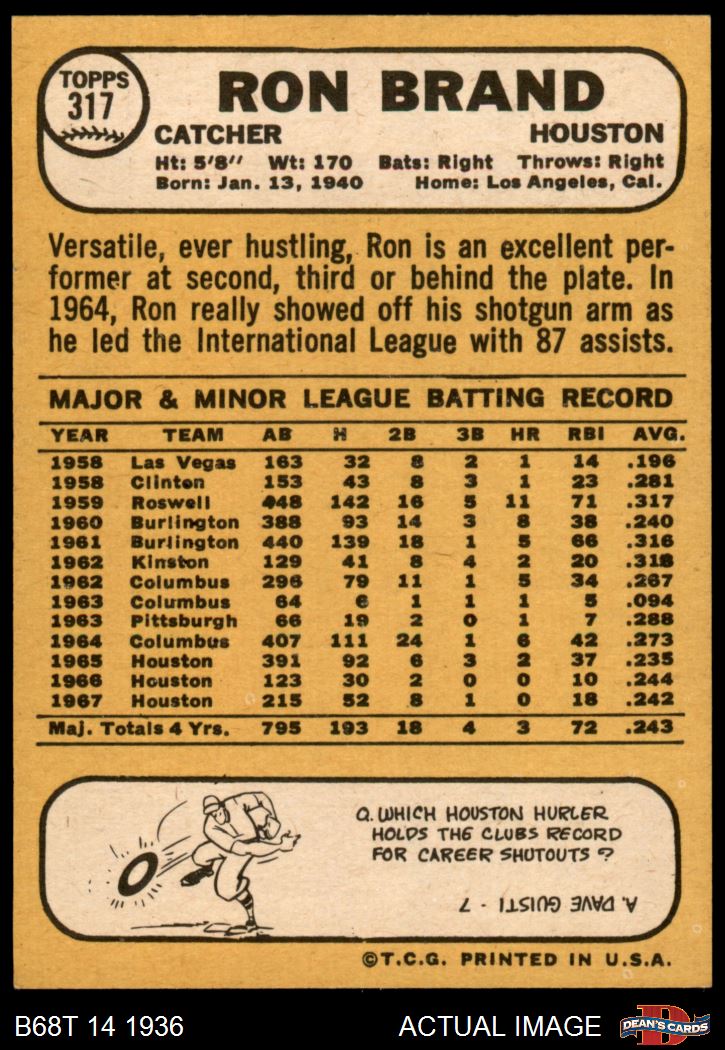 TOPPS
317
RON BRAND
CATCHER HOUSTON
Ht: 5'8" Wt: 170 Bats: Right Throws: Right
Born: Jan. 13, 1940 Home: Los Angeles, Cal.
Versatile, ever hustling, Ron is an excellent per-
former at second, third or behind the plate. In
1964, Ron really showed off his shotgun arm as
he led the International League with 87 assists.
MAJOR & MINOR LEAGUE BATTING RECORD
YEAR TEAM AB H 2B 3B HR RBI AVG.
1958 Las Vegas 163 32 8 2 1 14 .196
1958 Clinton 153 43 8 3 1 23 .281
1959 Roswell 448 142 16 5 11 71 .317
1960 Burlington 388 93 14 3 8 38 .240
1961 Burlington 440 139 18 1 5 66 .316
1962 Kinston 129 41 8 4 2 20 .318
1962 Columbus 296 79 11 1 5 34 .267
1963 Columbus 64 6 1 1 1 5 .094
1963 Pittsburgh 66 19 2 0 1 7 .288
1964 Columbus 407 111 24 1 6 42 .273
1965 Houston 391 92 6 3 2 37 .235
1966 Houston 123 30 2 0 0 10 .244
1967 Houston 215 52 8 1 0 18 .242
Maj. Totals 4 Yrs. 795 193 18 4 3 72 .243
Q. WHICH HOUSTON HURLER
HOLDS THE CLUBS RECORD
FOR CAREER SHUTOUTS ?
A. DAVE GUISTI - 7
©T.C.G. PRINTED IN U.S.A.
B68T 14 1936 ACTUAL IMAGE
D
DEAN'S CARDS